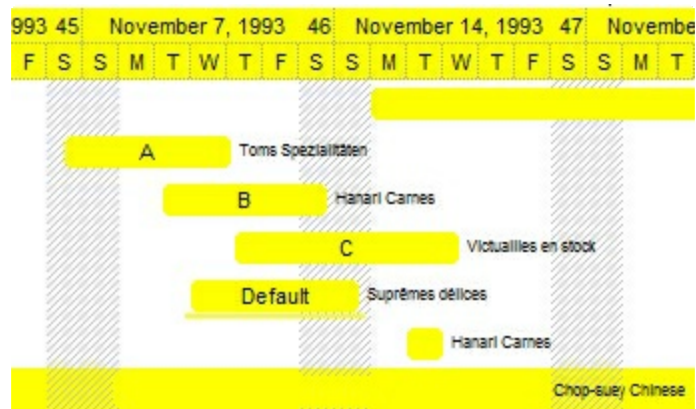 993 45 November 7, 1993 46 November 14, 1993 47 Novembe
F S S M T W T F S S M T W T F S S M T
A Toms Spezialitäten
B Hanari Carnes
C Victuailles en stock
Default Suprêmes délices
Hanari Carnes
Chop-suey Chinese